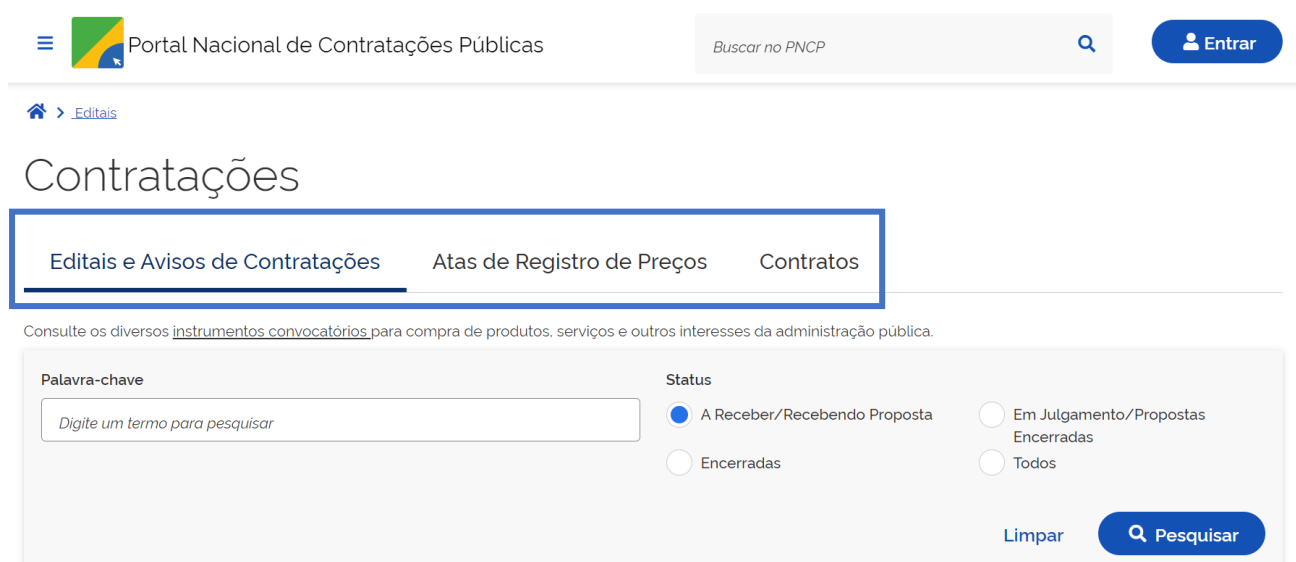 Portal Nacional de Contratações Públicas
Buscar no PNCP
Entrar
Editais
Contratações
Editais e Avisos de Contratações
Atas de Registro de Preços
Contratos
Consulte os diversos instrumentos convocatórios para compra de produtos, serviços e outros interesses da administração pública.
Palavra-chave
Digite um termo para pesquisar
Status
A Receber/Recebendo Proposta
Em Julgamento/Propostas
Encerradas
Encerradas
Todos
Limpar
Pesquisar